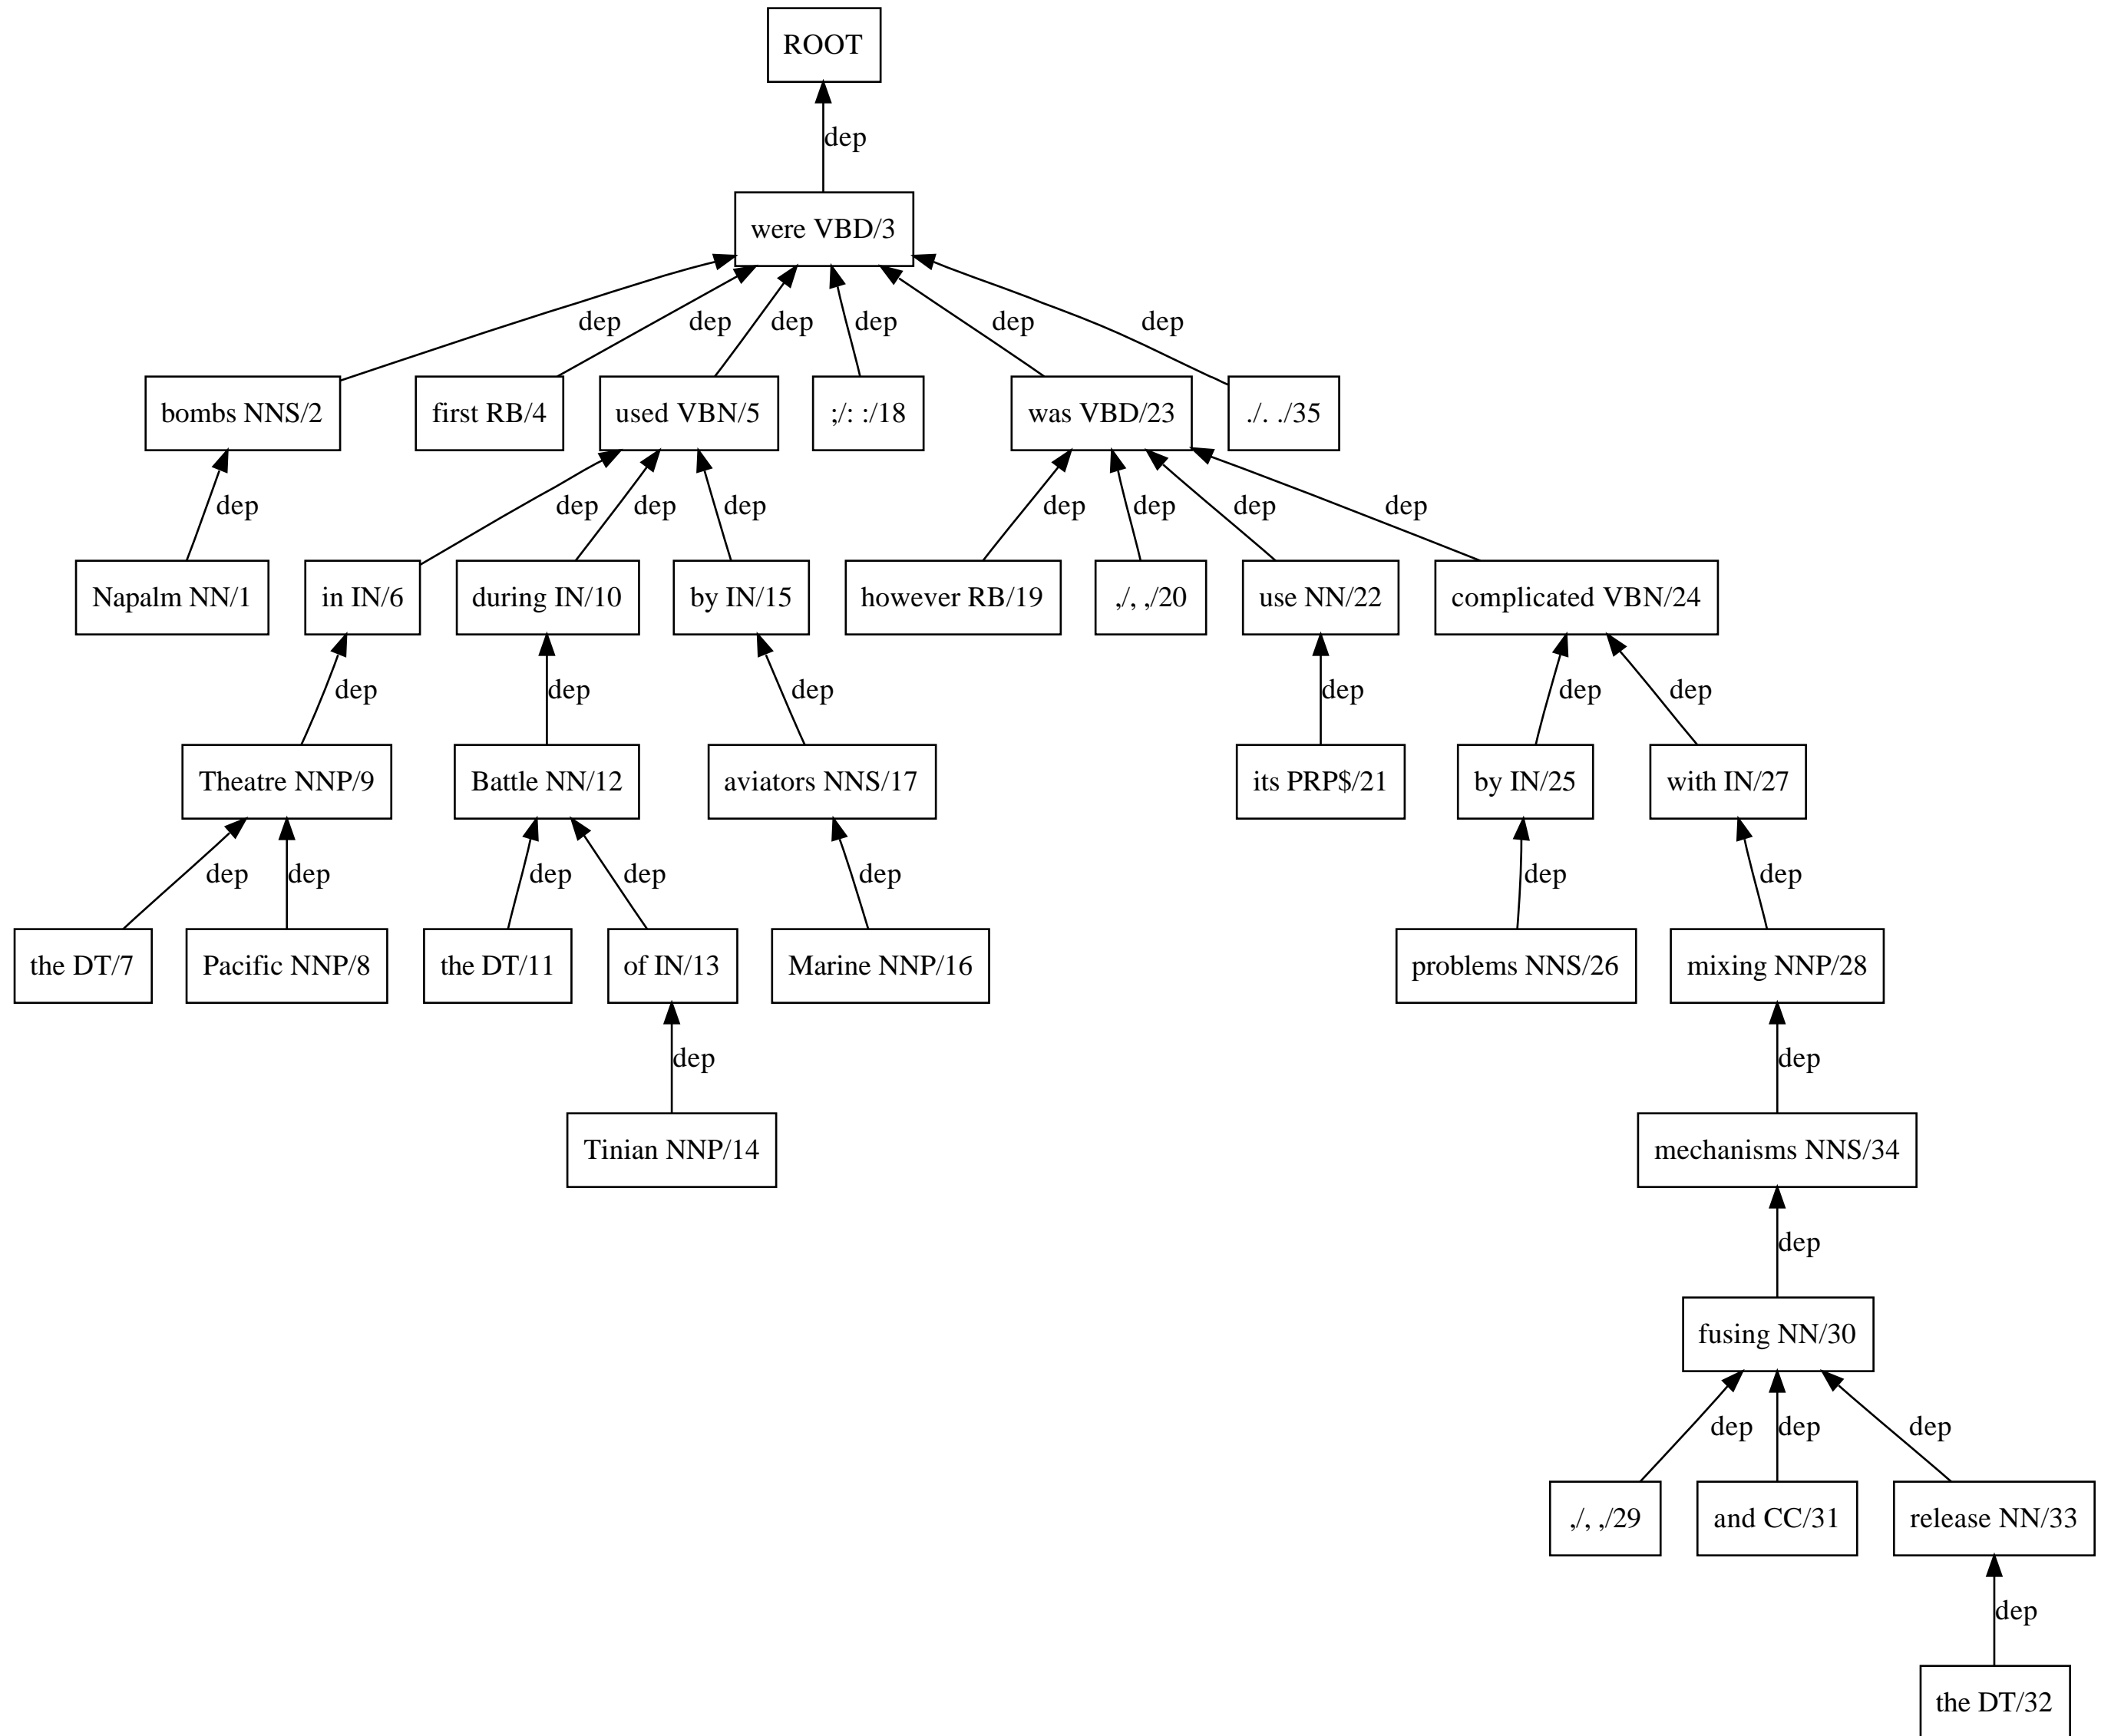 ROOT
dep
were VBD/3
dep dep dep dep dep dep
bombs NNS/2 first RB/4 used VBN/5 ;/: :/18 was VBD/23 ./. ./35
dep dep dep dep dep dep dep dep
Napalm NN/1 in IN/6 during IN/10 by IN/15 however RB/19 ,/, ,/20 use NN/22 complicated VBN/24
dep dep dep dep dep dep
Theatre NNP/9 Battle NN/12 aviators NNS/17 its PRP$/21 by IN/25 with IN/27
dep dep dep dep dep dep dep
the DT/7 Pacific NNP/8 the DT/11 of IN/13 Marine NNP/16 problems NNS/26 mixing NNP/28
dep dep
Tinian NNP/14 mechanisms NNS/34
dep
fusing NN/30
dep dep dep
,/, ,/29 and CC/31 release NN/33
dep
the DT/32